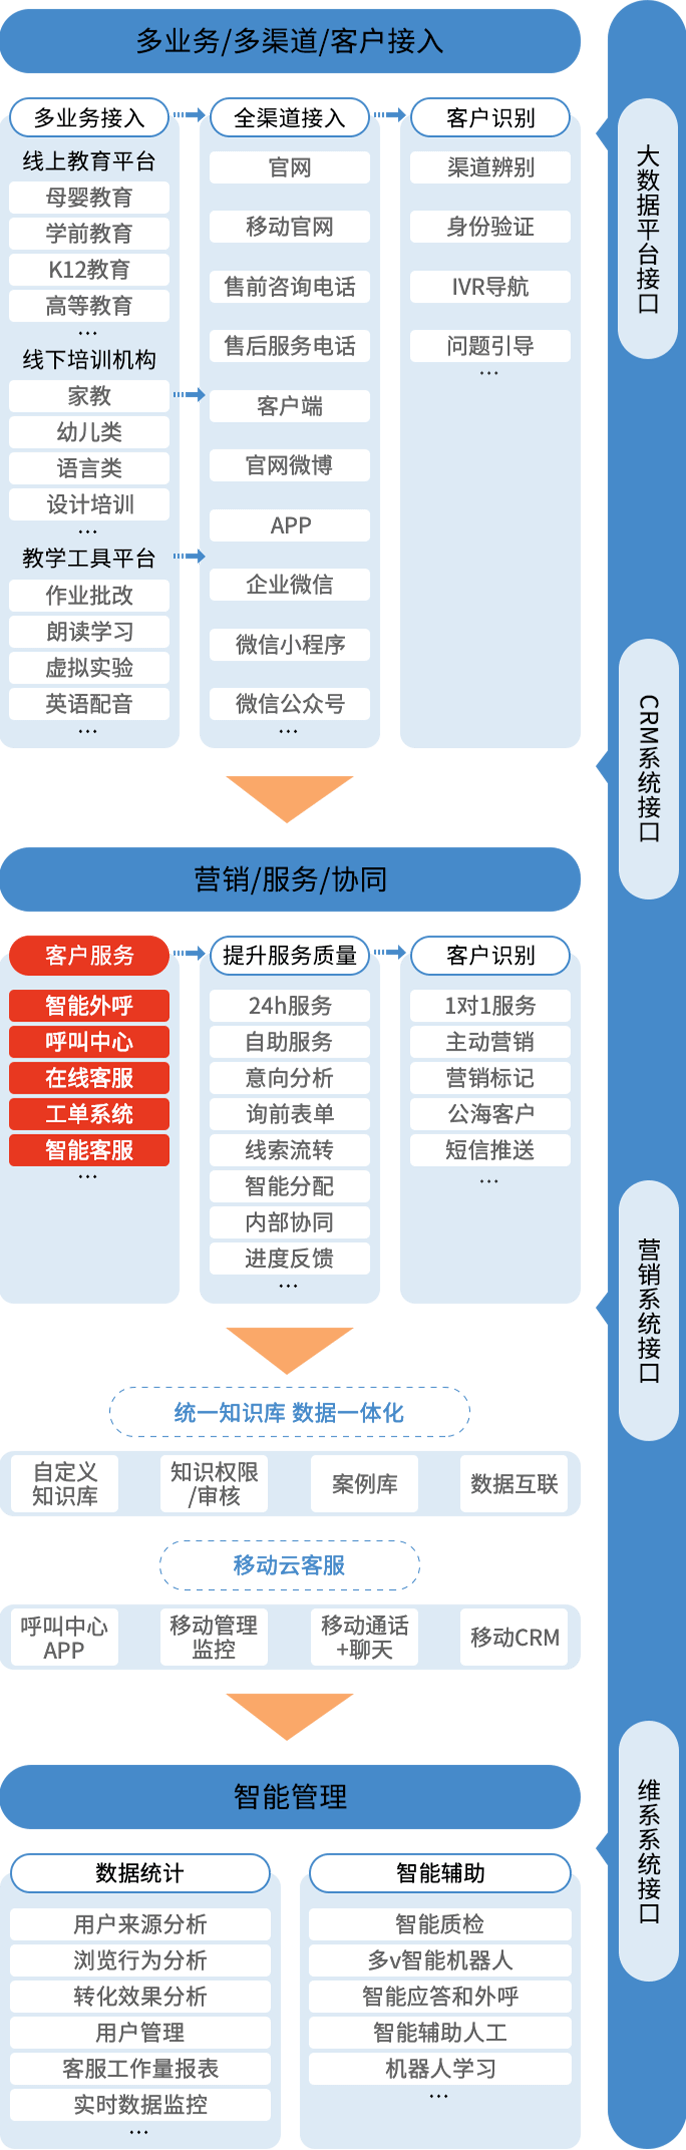 多业务/多渠道/客户接入
多业务接入
线上教育平台
母婴教育
学前教育
K12教育
高等教育
...
线下培训机构
家教
幼儿类
语言类
设计培训
...
教学工具平台
作业批改
朗读学习
虚拟实验
英语配音
...
全渠道接入
官网
移动官网
售前咨询电话
售后服务电话
客户端
官网微博
APP
企业微信
微信小程序
微信公众号
...
客户识别
渠道辨别
身份验证
IVR导航
问题引导
...
营销/服务/协同
客户服务
智能外呼
呼叫中心
在线客服
工单系统
智能客服
...
提升服务质量
24h服务
自助服务
意向分析
询前表单
线索流转
智能分配
内部协同
进度反馈
...
客户识别
1对1服务
主动营销
营销标记
公海客户
短信推送
...
统一知识库 数据一体化
自定义
知识库
知识权限
/审核
案例库
数据互联
移动云客服
呼叫中心
APP
移动管理
监控
移动通话
+聊天
移动CRM
智能管理
数据统计
用户来源分析
浏览行为分析
转化效果分析
用户管理
客服工作量报表
实时数据监控
...
智能辅助
智能质检
多v智能机器人
智能应答和外呼
智能辅助人工
机器人学习
...
大数据平台接口
CRM系统接口
营销系统接口
维系系统接口